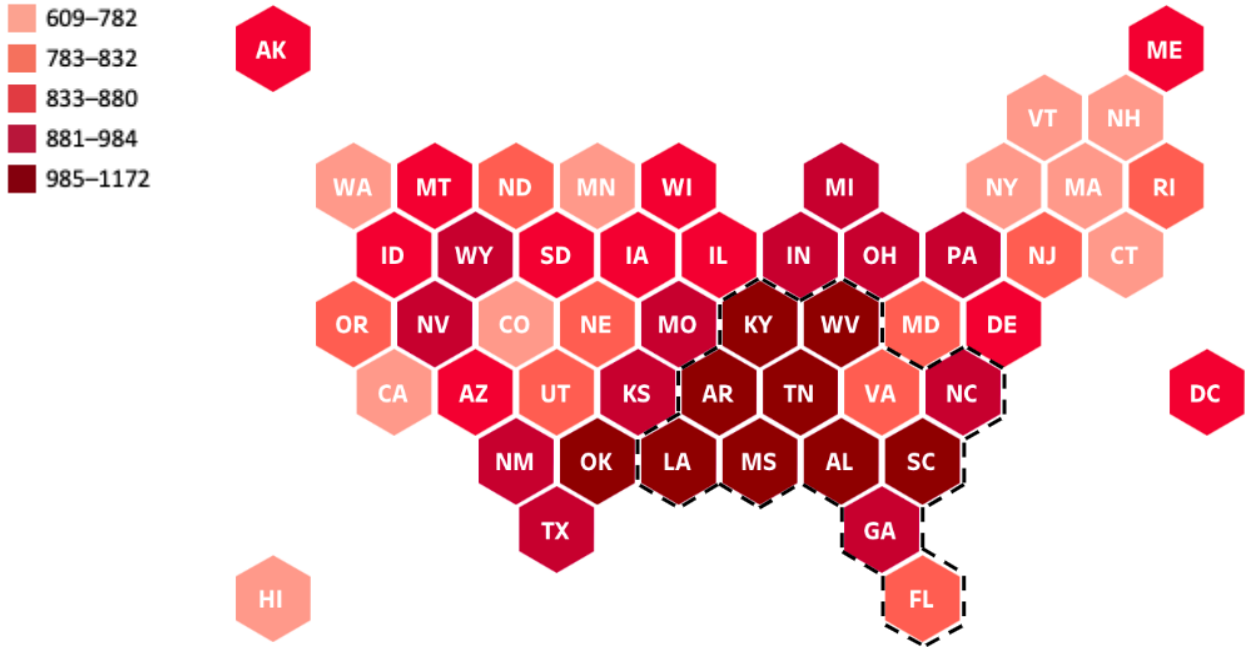 609–782
783–832
833–880
881–984
985–1172
AK
ME
VT NH
WA MT ND MN WI MI NY MA RI
ID WY SD IA IL IN OH PA NJ CT
OR NV CO NE MO KY WV MD DE
CA AZ UT KS AR TN VA NC DC
NM OK LA MS AL SC
TX GA
HI FL